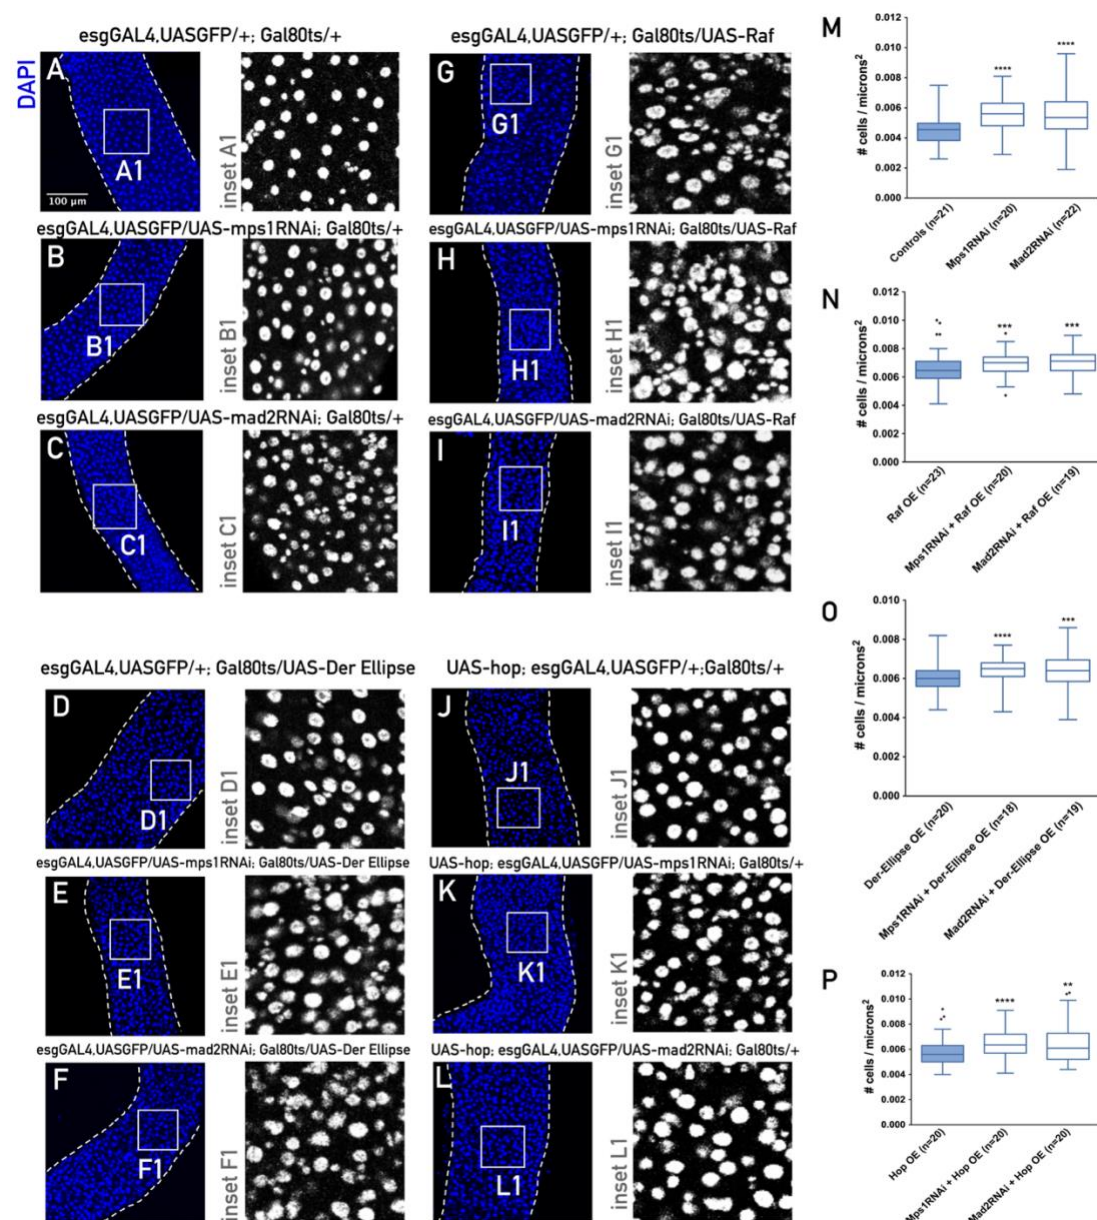 esgGAL4,UASGFP/+; Gal80ts/+
DAPI
A
A1
100 µm
inset A1
esgGAL4,UASGFP/UAS-mps1RNAi; Gal80ts/+
B
B1
inset B1
esgGAL4,UASGFP/UAS-mad2RNAi; Gal80ts/+
C
C1
inset C1
esgGAL4,UASGFP/+; Gal80ts/UAS-Raf
G
G1
inset G1
esgGAL4,UASGFP/UAS-mps1RNAi; Gal80ts/UAS-Raf
H
H1
inset H1
esgGAL4,UASGFP/UAS-mad2RNAi; Gal80ts/UAS-Raf
I
I1
inset I1
esgGAL4,UASGFP/+; Gal80ts/UAS-Der Ellipse
D
D1
inset D1
esgGAL4,UASGFP/UAS-mps1RNAi; Gal80ts/UAS-Der Ellipse
E
E1
inset E1
esgGAL4,UASGFP/UAS-mad2RNAi; Gal80ts/UAS-Der Ellipse
F
F1
inset F1
UAS-hop; esgGAL4,UASGFP/+;Gal80ts/+
J
J1
inset J1
UAS-hop; esgGAL4,UASGFP/UAS-mps1RNAi; Gal80ts/+
K
K1
inset K1
UAS-hop; esgGAL4,UASGFP/UAS-mad2RNAi; Gal80ts/+
L
L1
inset L1
M
# cells / microns²
0.012
0.010
0.008
0.006
0.004
0.002
0.000
****
****
Controls (n=21)
Mps1RNAi (n=20)
Mad2RNAi (n=22)
N
# cells / microns²
0.012
0.010
0.008
0.006
0.004
0.002
0.000
***
***
Raf OE (n=23)
Mps1RNAi + Raf OE (n=20)
Mad2RNAi + Raf OE (n=19)
O
# cells / microns²
0.010
0.008
0.006
0.004
0.002
0.000
****
***
Der-Ellipse OE (n=20)
Mps1RNAi + Der-Ellipse OE (n=18)
Mad2RNAi + Der-Ellipse OE (n=19)
P
# cells / microns²
0.012
0.010
0.008
0.006
0.004
0.002
0.000
****
**
Hop OE (n=20)
Mps1RNAi + Hop OE (n=20)
Mad2RNAi + Hop OE (n=20)